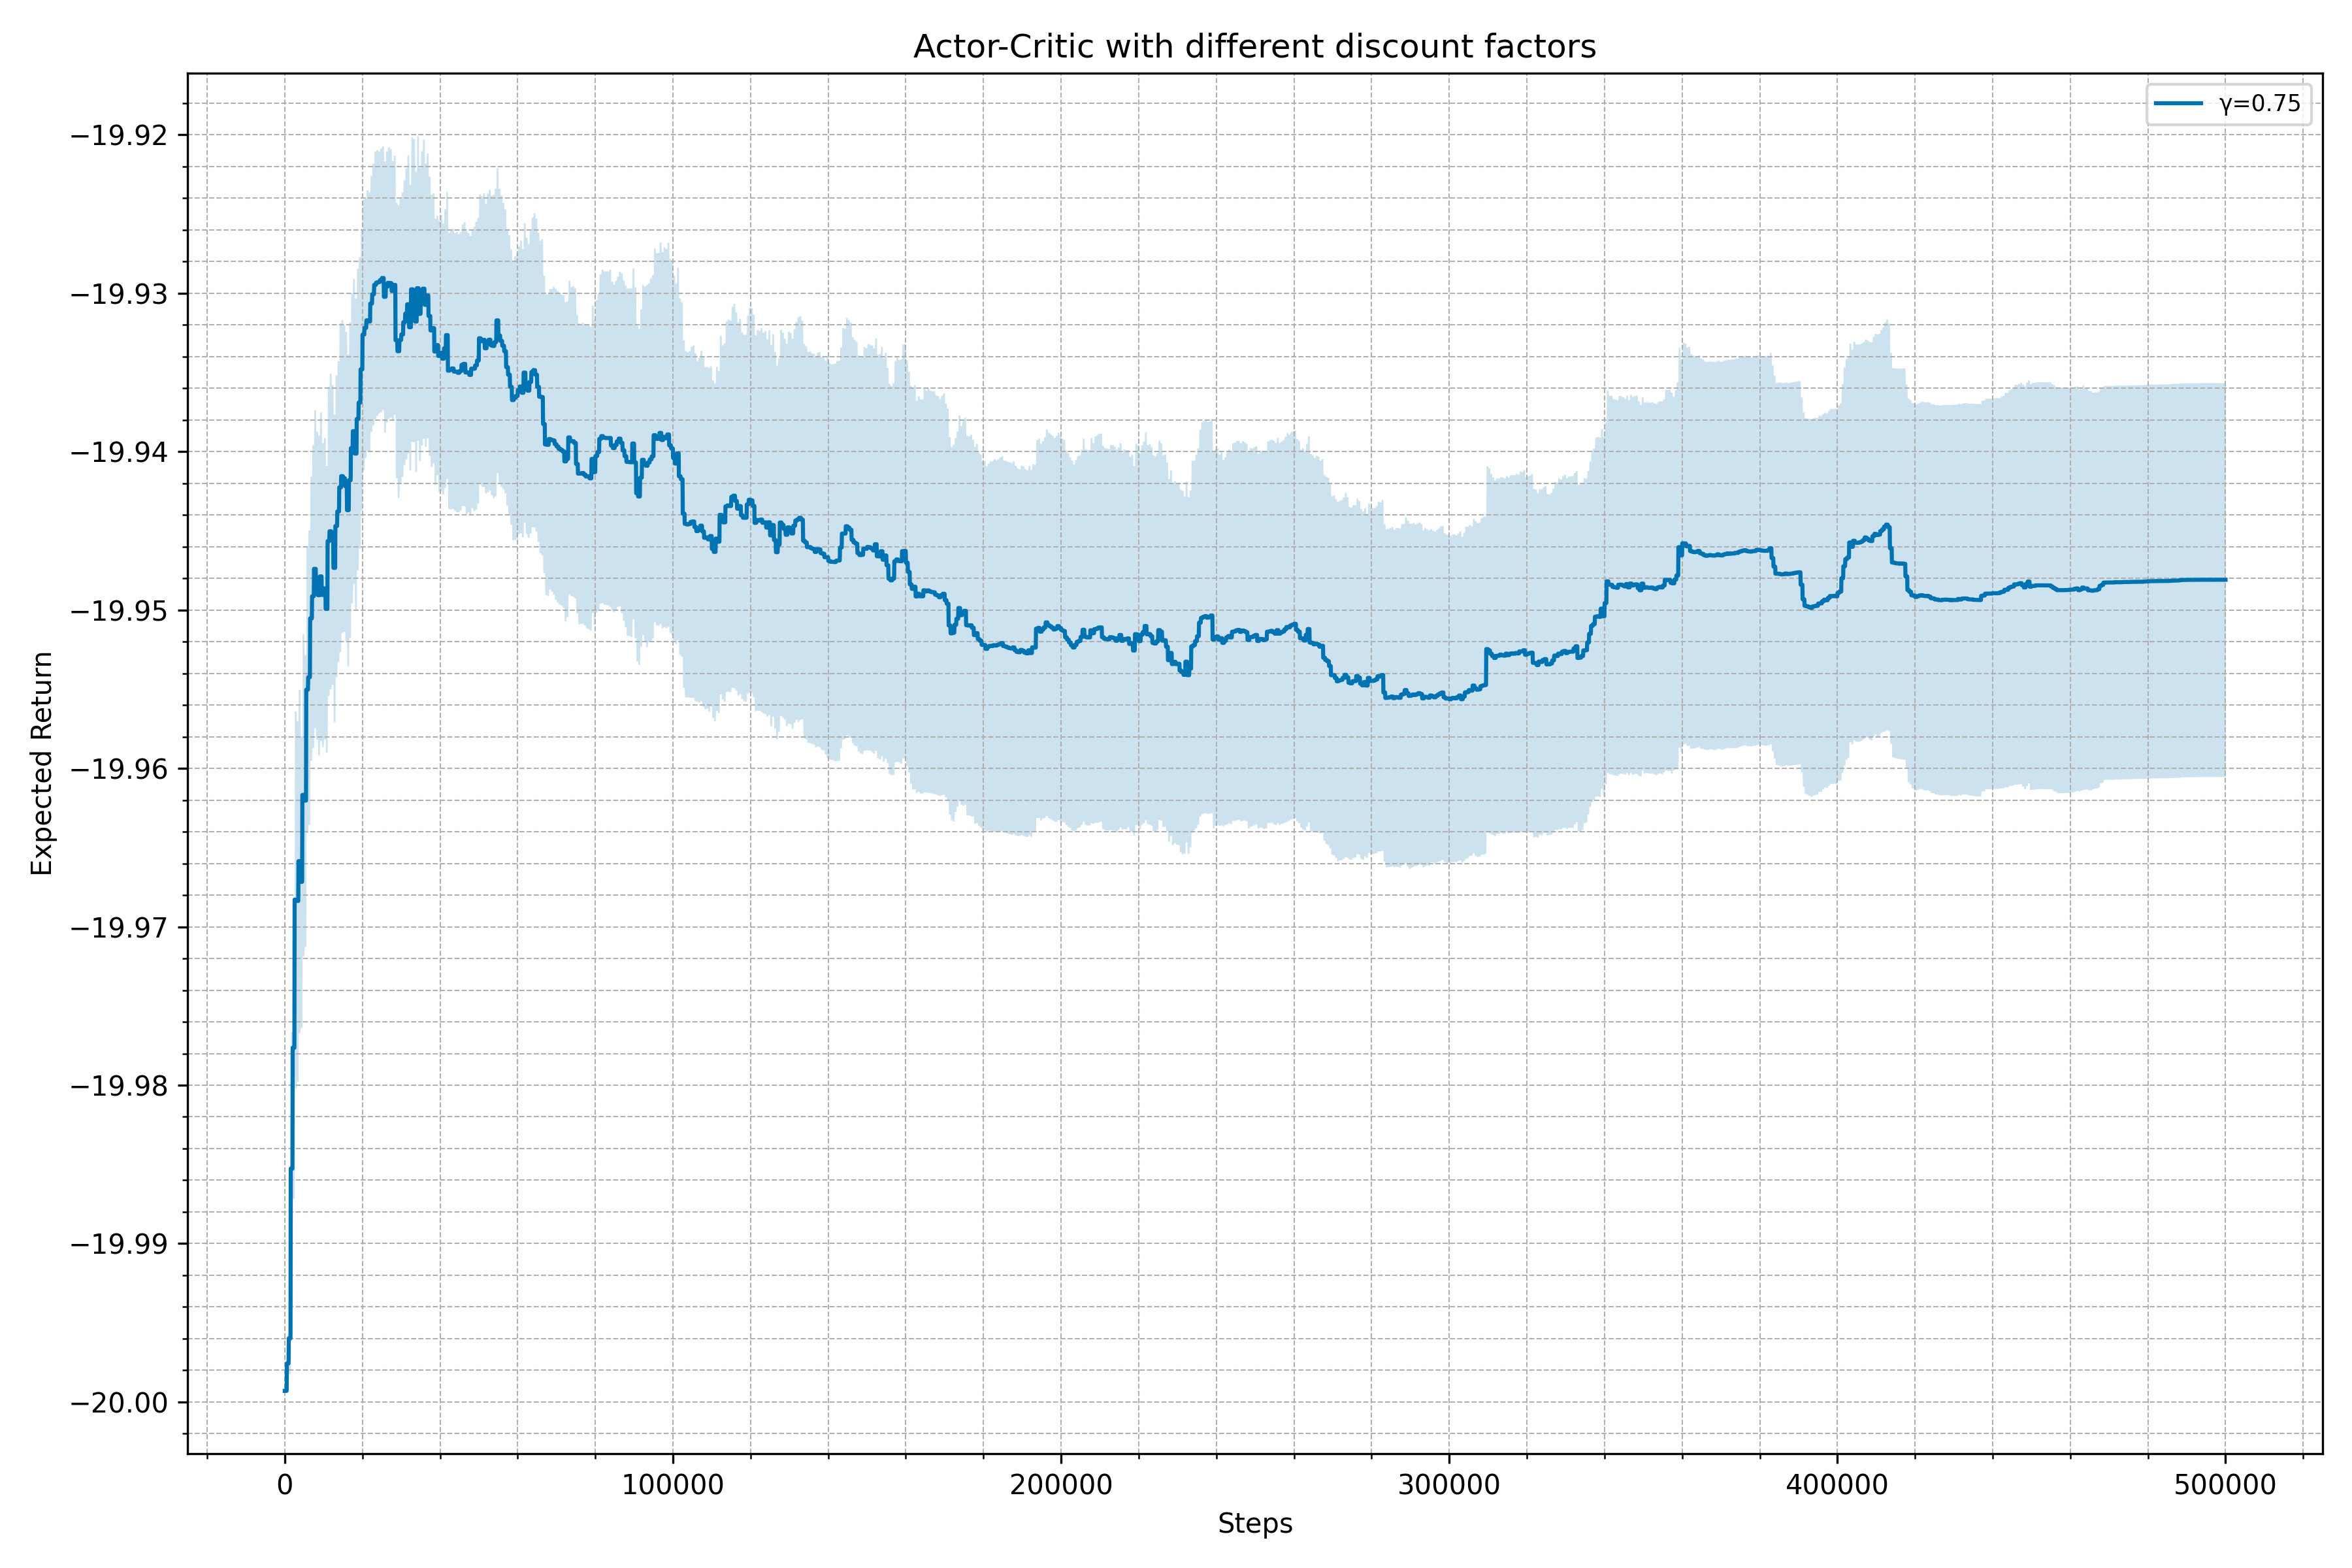 Actor-Critic with different discount factors
γ=0.75
Expected Return
−19.92
−19.93
−19.94
−19.95
−19.96
−19.97
−19.98
−19.99
−20.00
0 100000 200000 300000 400000 500000
Steps